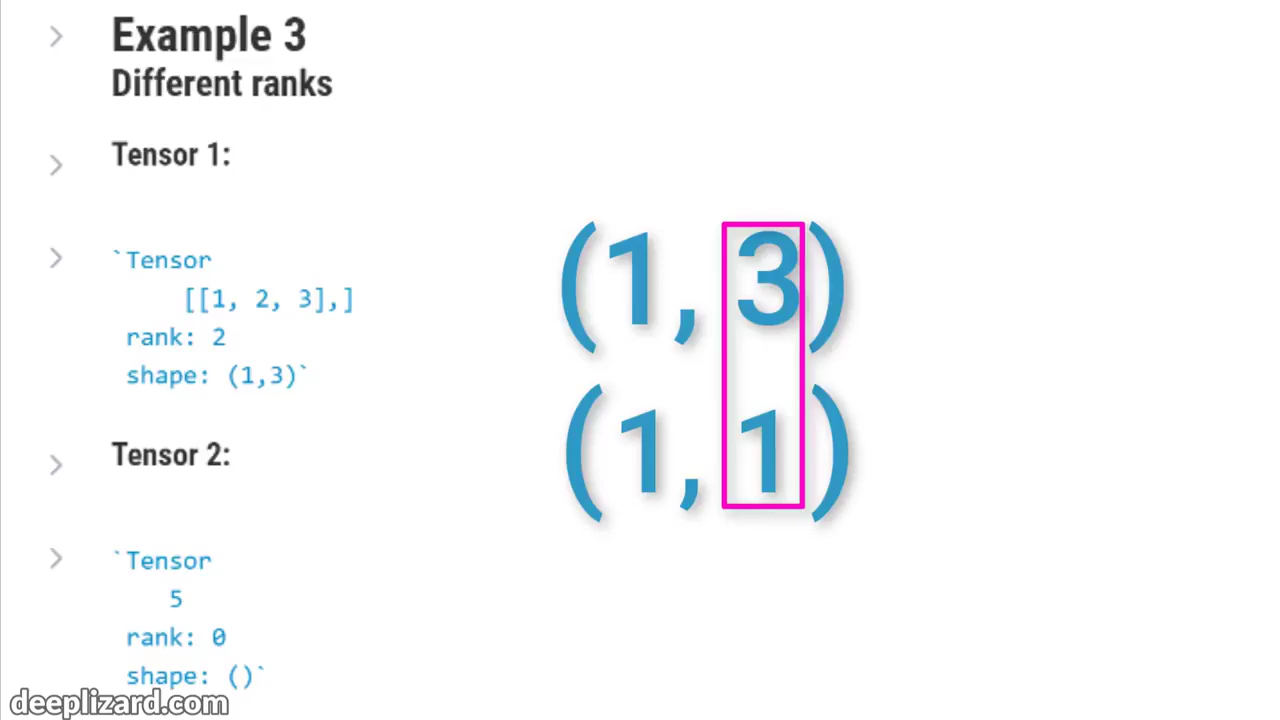 Example 3
Different ranks
Tensor 1:
`Tensor
[[1, 2, 3],]
rank: 2
shape: (1,3)`
(1, 3)
(1, 1)
Tensor 2:
`Tensor
5
rank: 0
shape: ()`
deeplizard.com